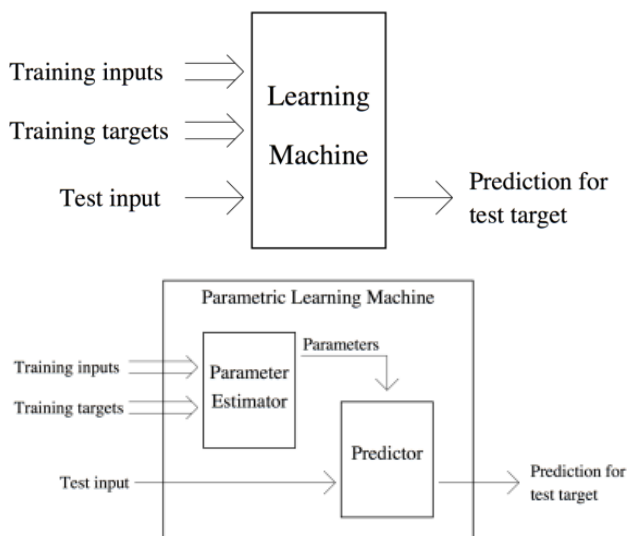 Training inputs
Training targets
Test input
Learning
Machine
Prediction for
test target
Parametric Learning Machine
Training inputs
Training targets
Test input
Parameter
Estimator
Parameters
Predictor
Prediction for
test target